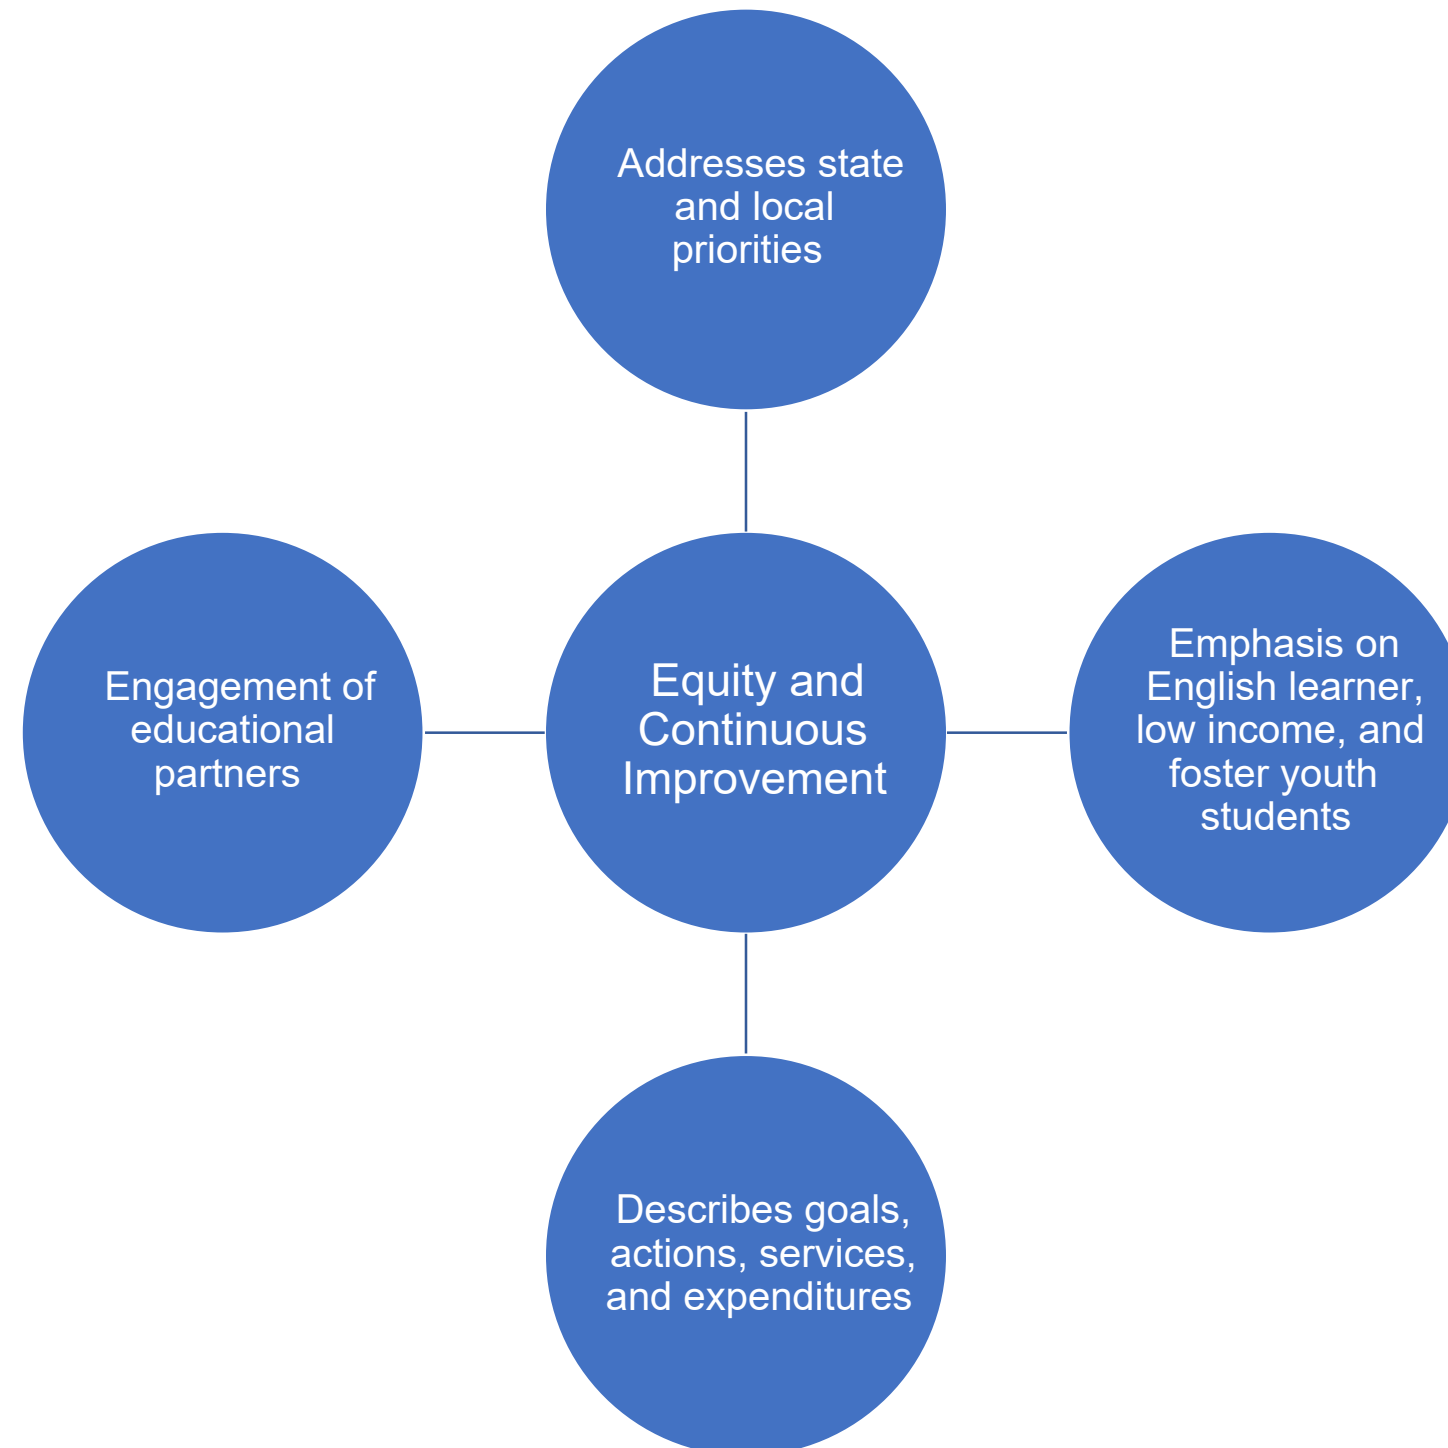 Addresses state
and local
priorities
Engagement of
educational
partners
Equity and
Continuous
Improvement
Emphasis on
English learner,
low income, and
foster youth
students
Describes goals,
actions, services,
and expenditures